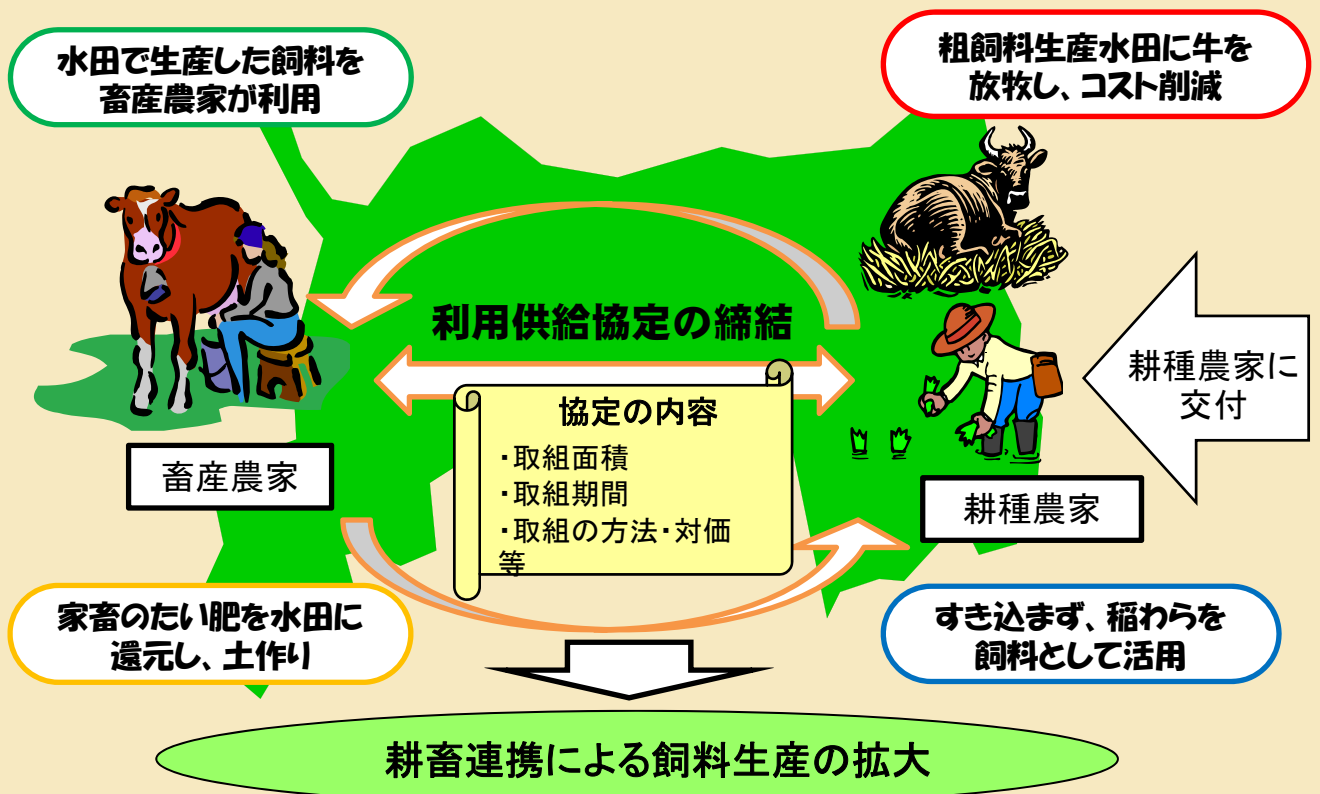 水田で生産した飼料を
畜産農家が利用
粗飼料生産水田に牛を
放牧し、コスト削減
利用供給協定の締結
協定の内容
・取組面積
・取組期間
・取組の方法・対価
等
耕種農家に
交付
畜産農家
耕種農家
家畜のたい肥を水田に
還元し、土作り
すき込まず、稲わらを
飼料として活用
耕畜連携による飼料生産の拡大